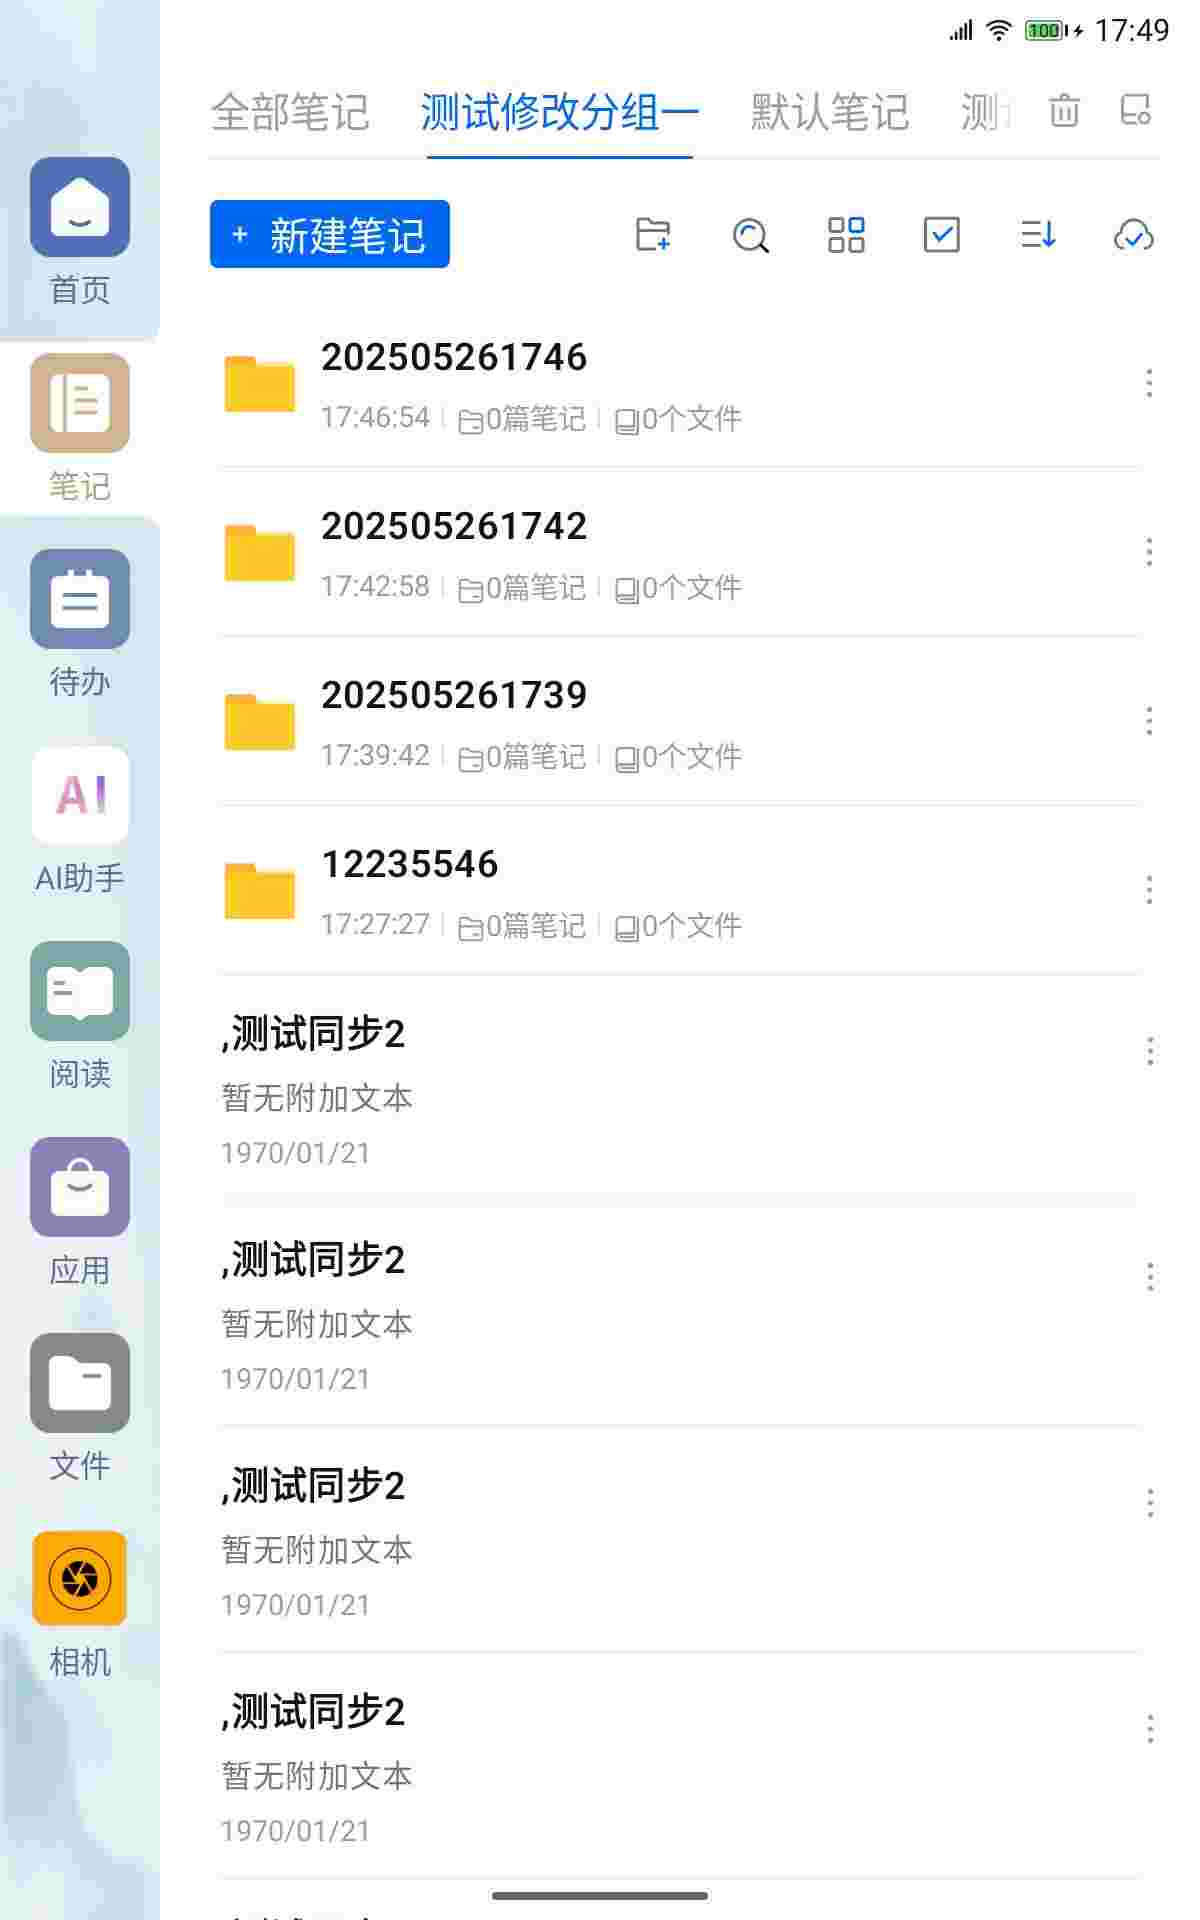 100 17:49
全部笔记 测试修改分组一 默认笔记 测
+ 新建笔记
首页
笔记
待办
AI
AI助手
阅读
应用
文件
相机
202505261746
17:46:54 0篇笔记 0个文件
202505261742
17:42:58 0篇笔记 0个文件
202505261739
17:39:42 0篇笔记 0个文件
12235546
17:27:27 0篇笔记 0个文件
,测试同步2
暂无附加文本
1970/01/21
,测试同步2
暂无附加文本
1970/01/21
,测试同步2
暂无附加文本
1970/01/21
,测试同步2
暂无附加文本
1970/01/21